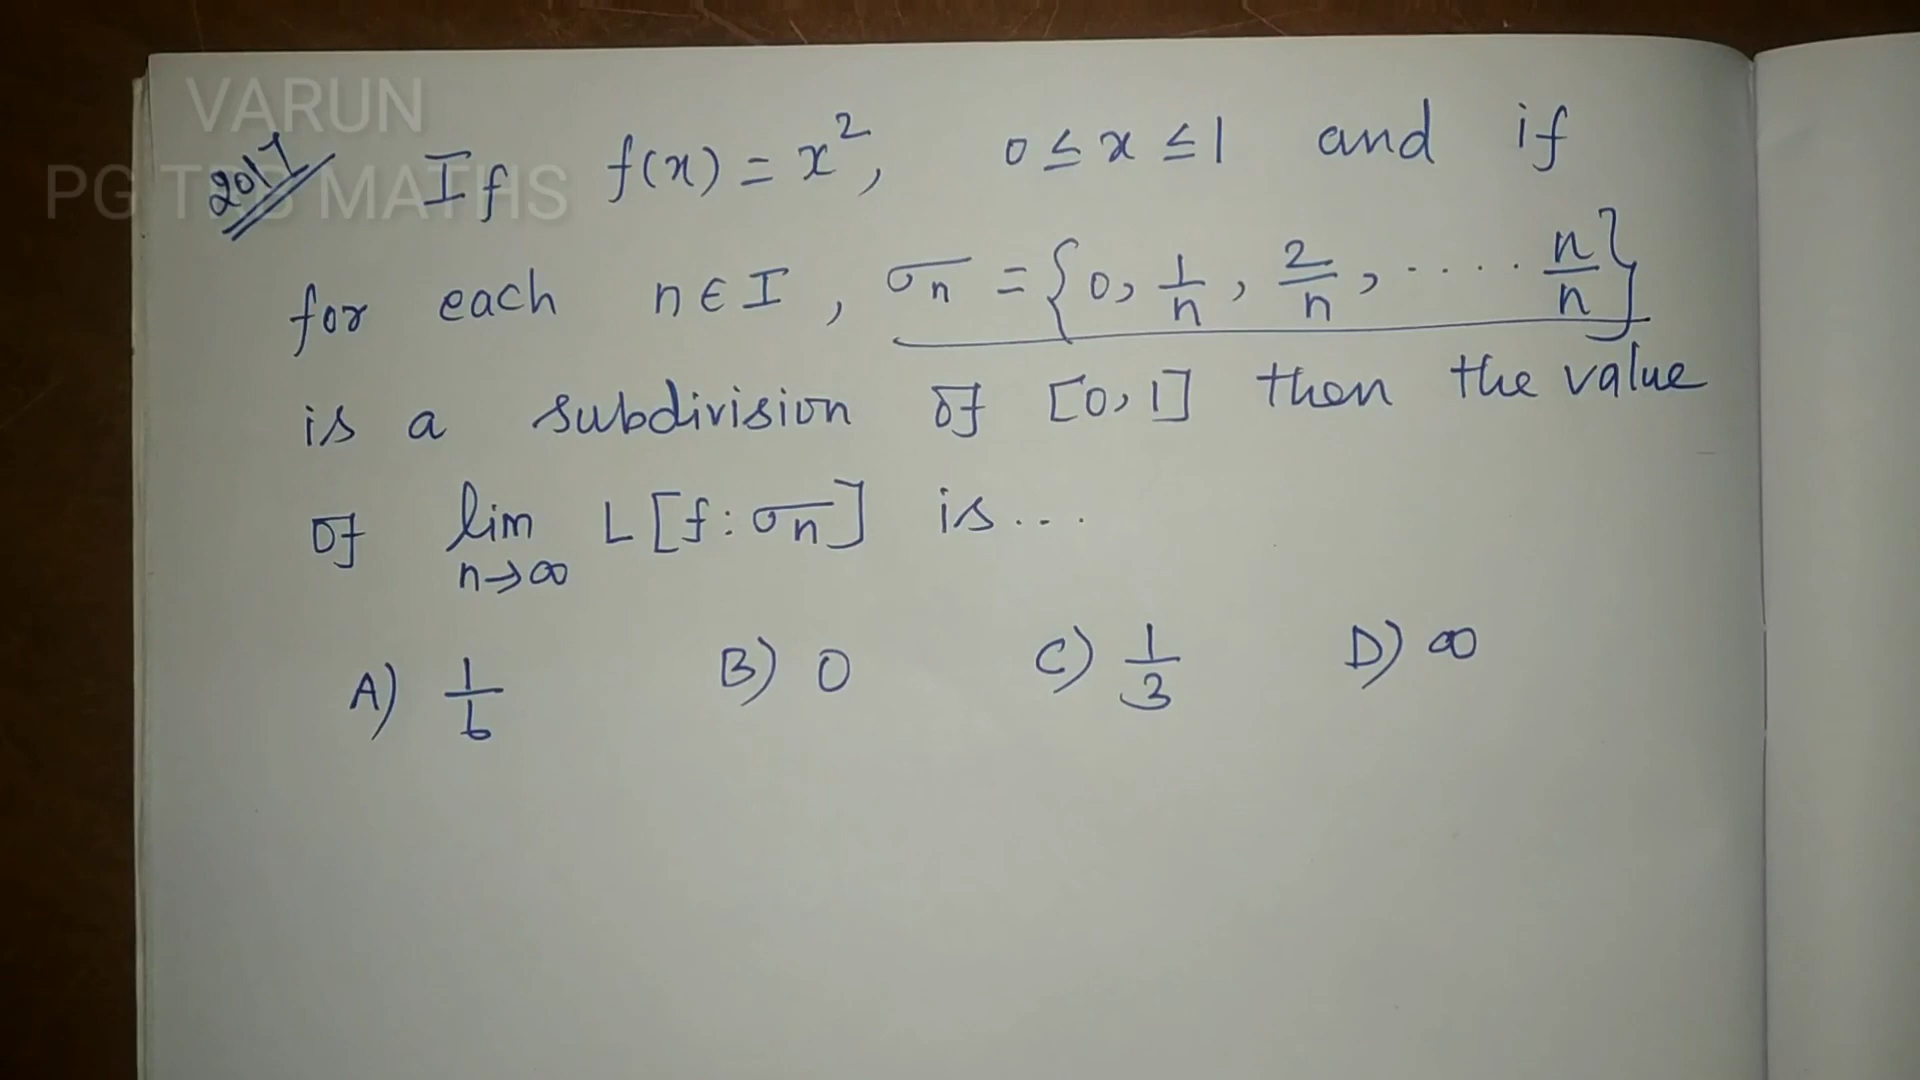 VARUN
PG TRB MATHS
2017 If f(x) = x², 0 ≤ x ≤ 1 and if
for each n ∈ I, σn = {0, 1/n, 2/n, ..... n/n}
is a subdivision of [0,1] then the value
of lim n→∞ L[f:σn] is...
A) 1/6 B) 0 C) 1/3 D) ∞